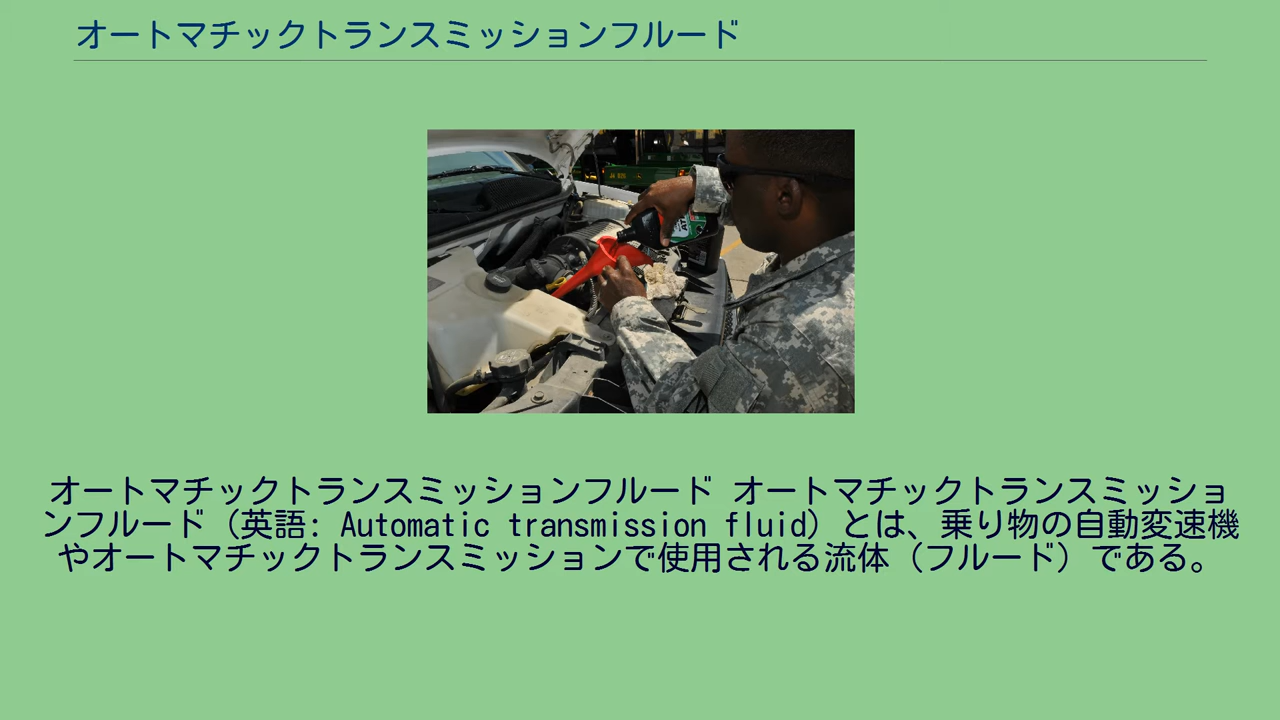 オートマチックトランスミッションフルード
オートマチックトランスミッションフルード オートマチックトランスミッショ
ンフルード（英語: Automatic transmission fluid）とは、乗り物の自動変速機
やオートマチックトランスミッションで使用される流体（フルード）である。